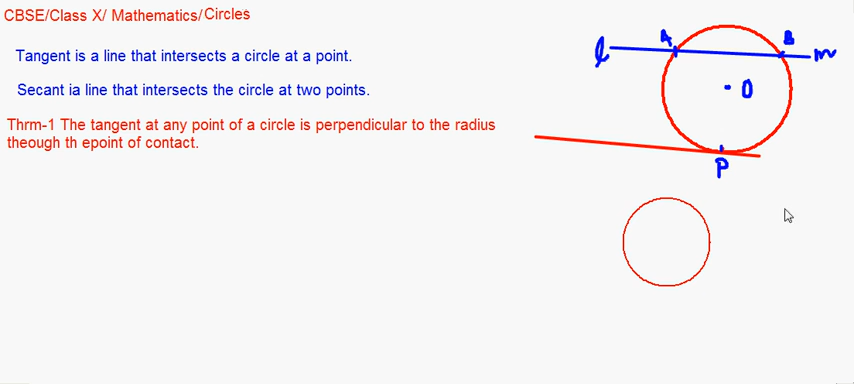 CBSE/Class X/ Mathematics/Circles
Tangent is a line that intersects a circle at a point.
Secant ia line that intersects the circle at two points.
Thrm-1 The tangent at any point of a circle is perpendicular to the radius
theough th epoint of contact.
l A B m
O
P